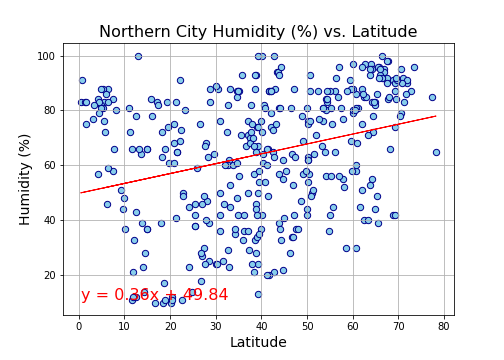 Northern City Humidity (%) vs. Latitude
Humidity (%)
100
80
60
40
20
y = 0.36x + 49.84
0 10 20 30 40 50 60 70 80
Latitude